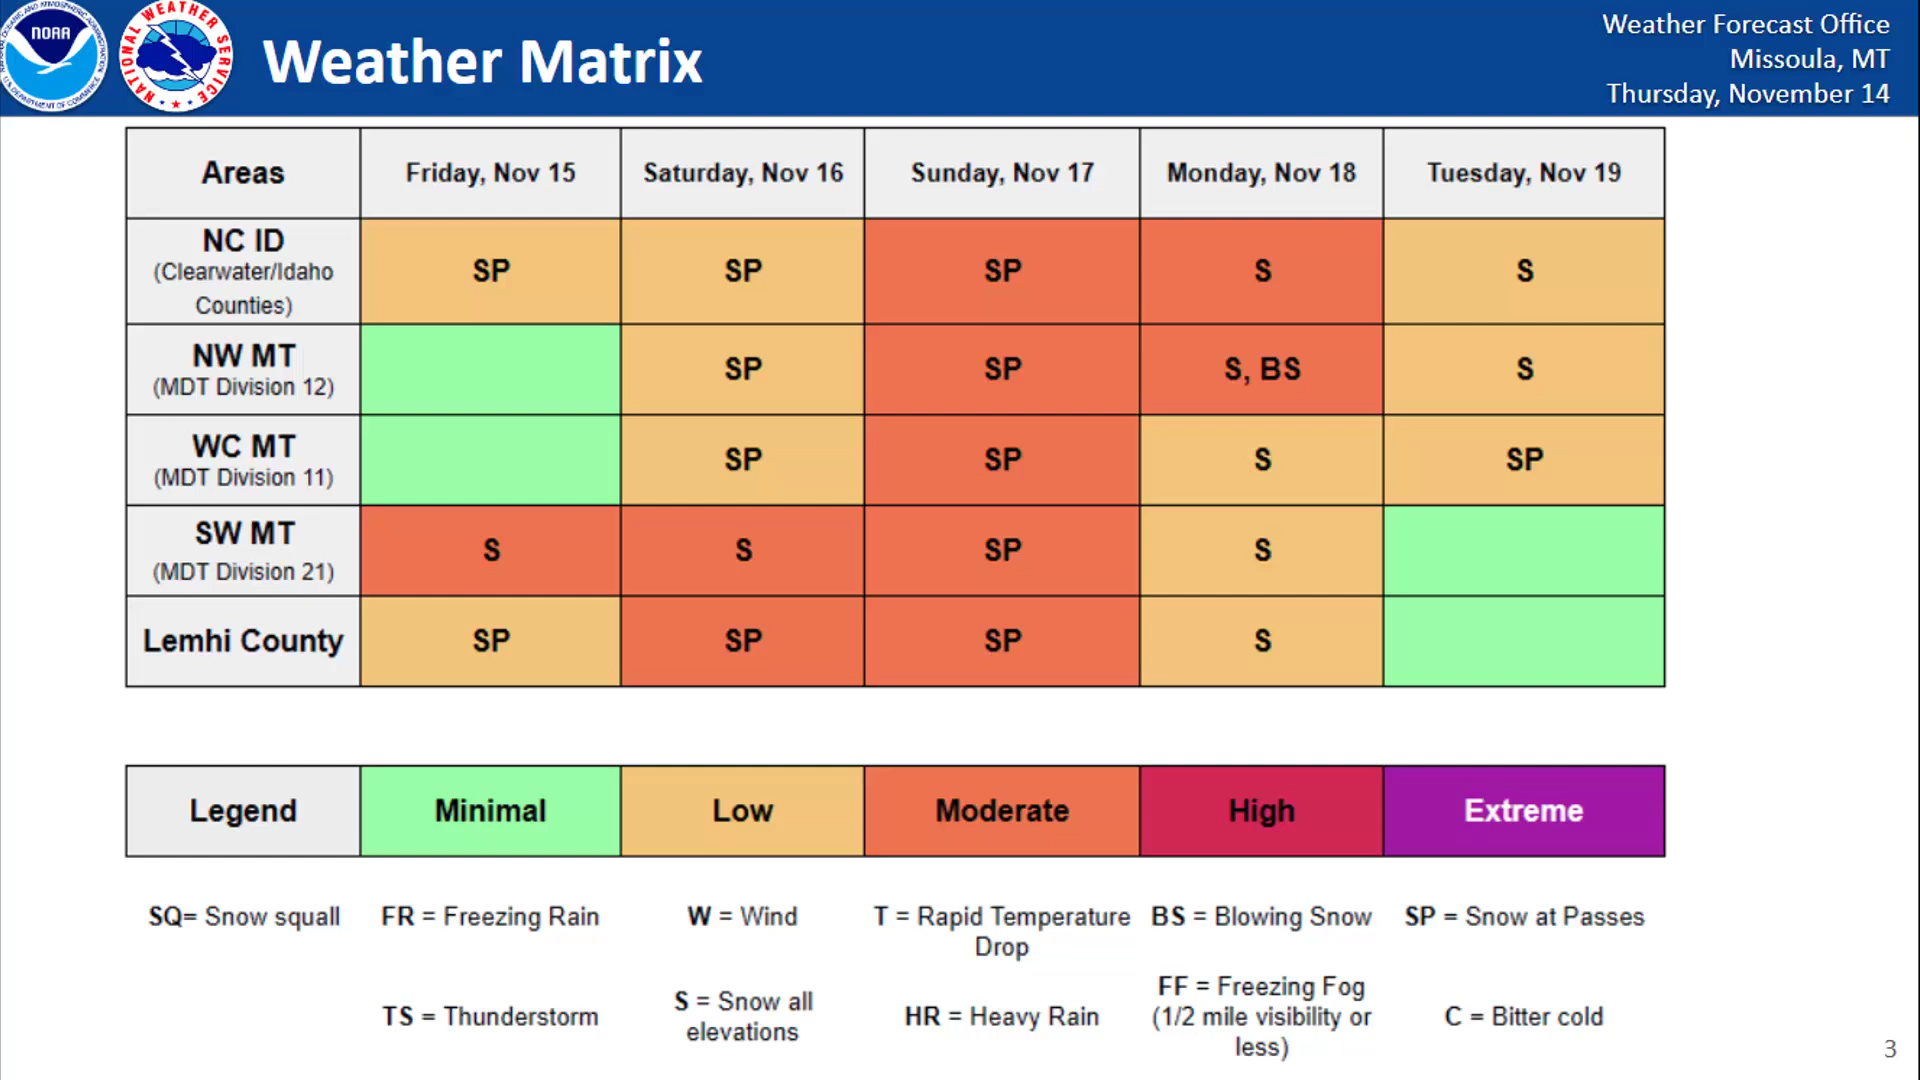 NOAA
NATIONAL WEATHER SERVICE
Weather Matrix
Weather Forecast Office
Missoula, MT
Thursday, November 14
Areas
Friday, Nov 15
Saturday, Nov 16
Sunday, Nov 17
Monday, Nov 18
Tuesday, Nov 19
NC ID
(Clearwater/Idaho
Counties)
SP
SP
SP
S
S
NW MT
(MDT Division 12)
SP
SP
S, BS
S
WC MT
(MDT Division 11)
SP
SP
S
SP
SW MT
(MDT Division 21)
S
S
SP
S
Lemhi County
SP
SP
SP
S
Legend
Minimal
Low
Moderate
High
Extreme
SQ= Snow squall
FR = Freezing Rain
W = Wind
T = Rapid Temperature
Drop
BS = Blowing Snow
SP = Snow at Passes
TS = Thunderstorm
S = Snow all
elevations
HR = Heavy Rain
FF = Freezing Fog
(1/2 mile visibility or
less)
C = Bitter cold
3